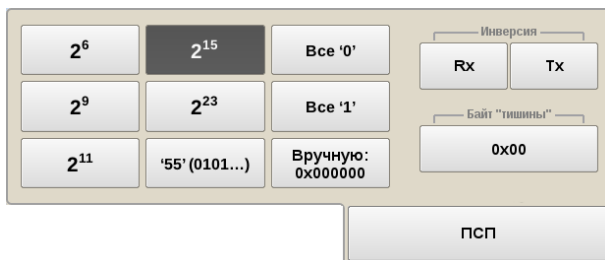 2⁶
2¹⁵
Все ‘0’
2⁹
2²³
Все ‘1’
2¹¹
‘55’ (0101...)
Вручную:
0x000000
Инверсия
Rx
Tx
Байт "тишины"
0x00
ПСП